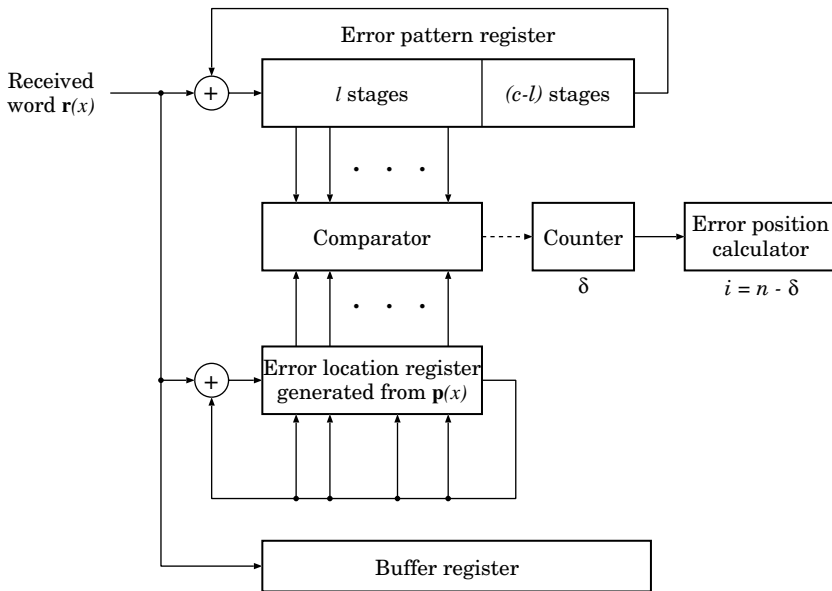 Error pattern register
Received
word r(x)
+
l stages
(c-l) stages
. . .
Comparator
Counter
Error position
calculator
δ
i = n - δ
. . .
+
Error location register
generated from p(x)
Buffer register